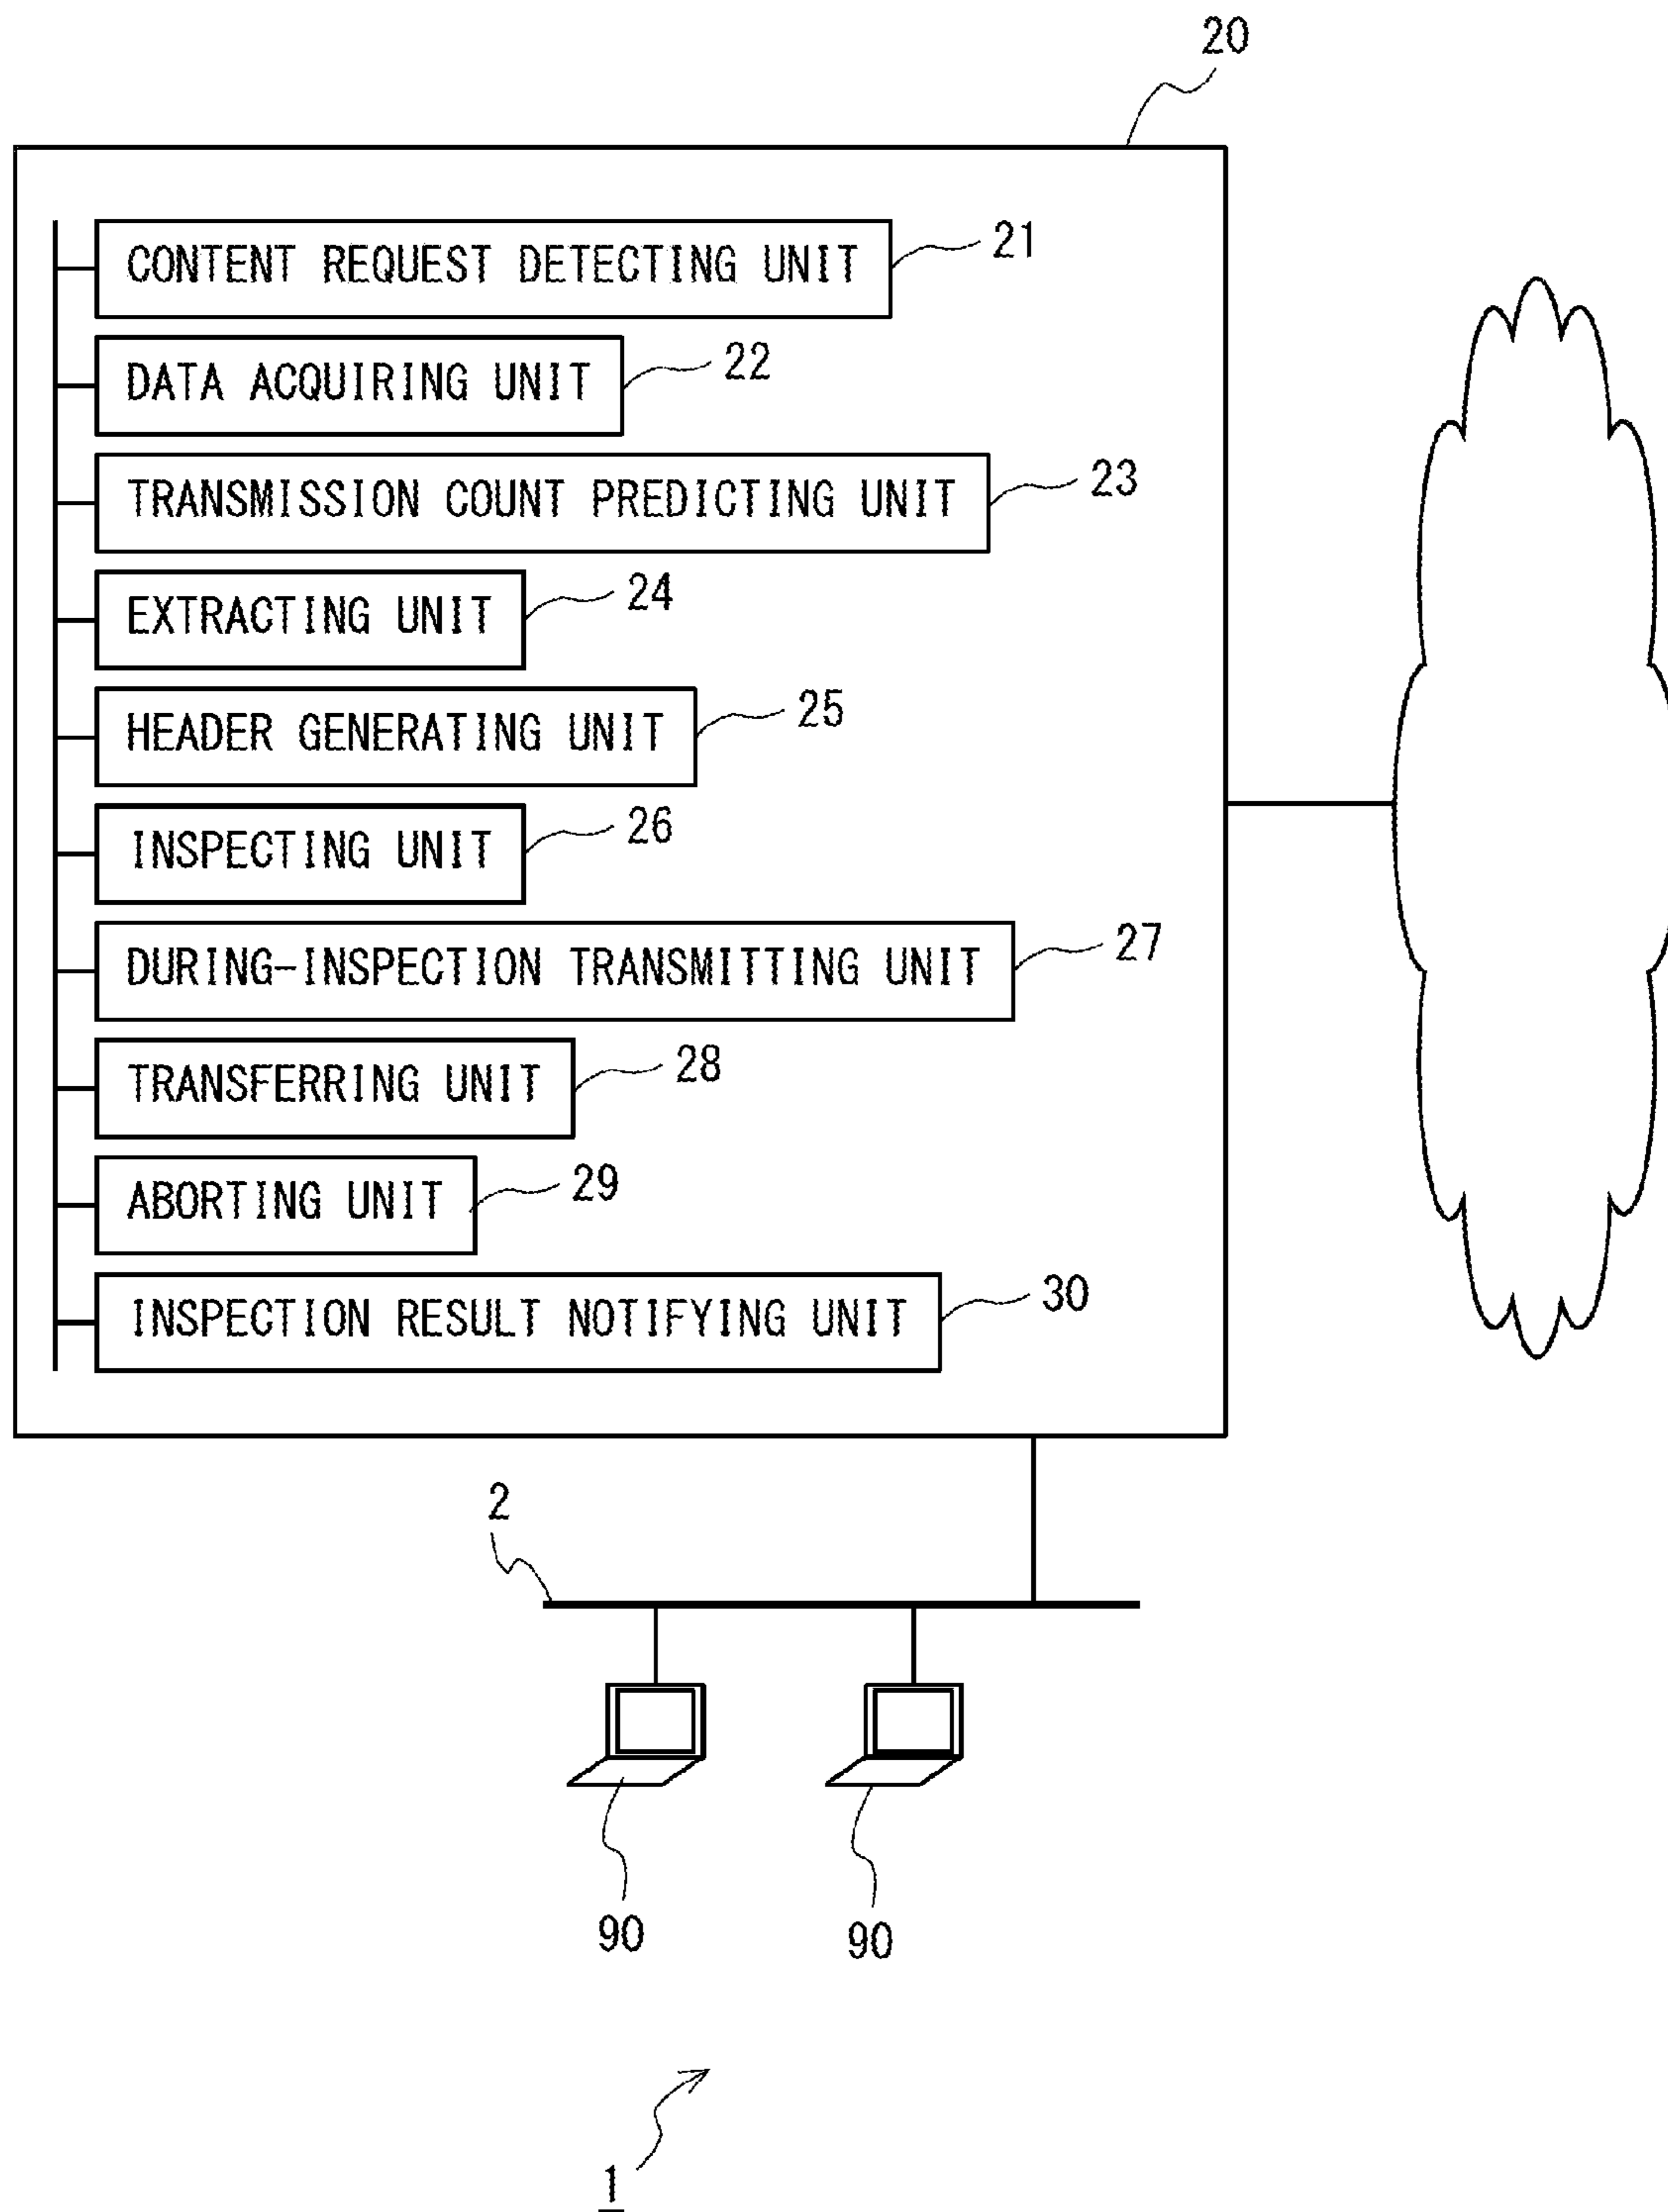 20
CONTENT REQUEST DETECTING UNIT 21
DATA ACQUIRING UNIT 22
TRANSMISSION COUNT PREDICTING UNIT 23
EXTRACTING UNIT 24
HEADER GENERATING UNIT 25
INSPECTING UNIT 26
DURING-INSPECTION TRANSMITTING UNIT 27
TRANSFERRING UNIT 28
ABORTING UNIT 29
INSPECTION RESULT NOTIFYING UNIT 30
2
90 90
1